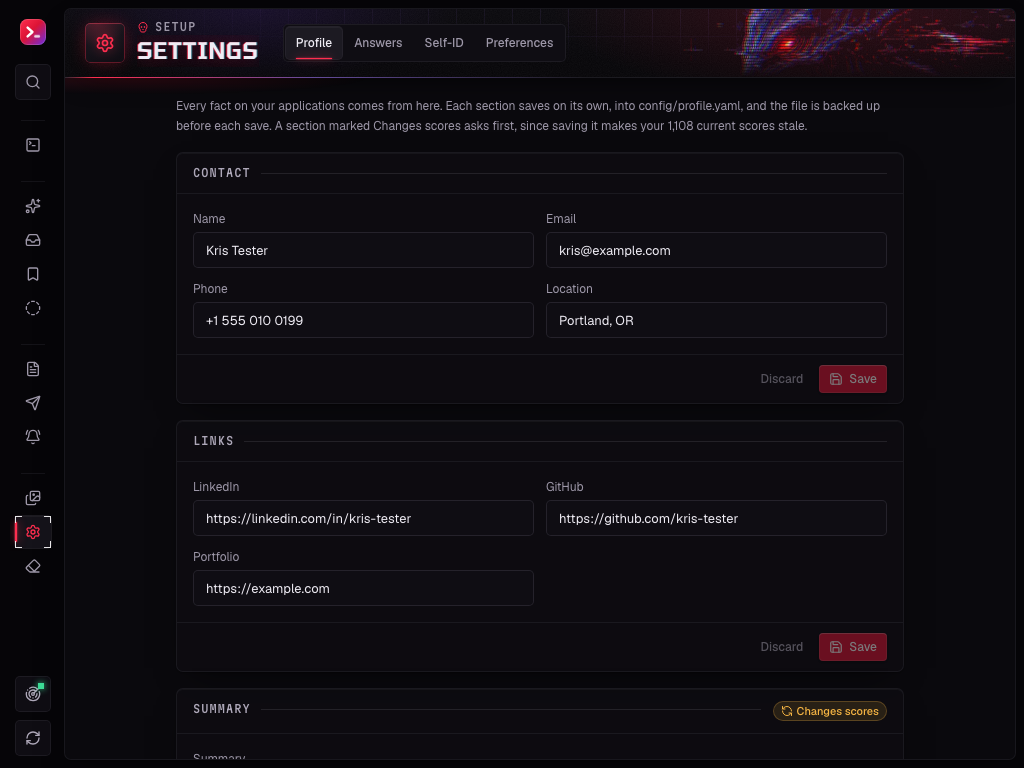 SETUP
SETTINGS
Profile
Answers
Self-ID
Preferences
Every fact on your applications comes from here. Each section saves on its own, into config/profile.yaml, and the file is backed up
before each save. A section marked Changes scores asks first, since saving it makes your 1,108 current scores stale.
CONTACT
Name
Email
Kris Tester
kris@example.com
Phone
Location
+1 555 010 0199
Portland, OR
Discard
Save
LINKS
LinkedIn
GitHub
https://linkedin.com/in/kris-tester
https://github.com/kris-tester
Portfolio
https://example.com
Discard
Save
SUMMARY
Changes scores
Summary